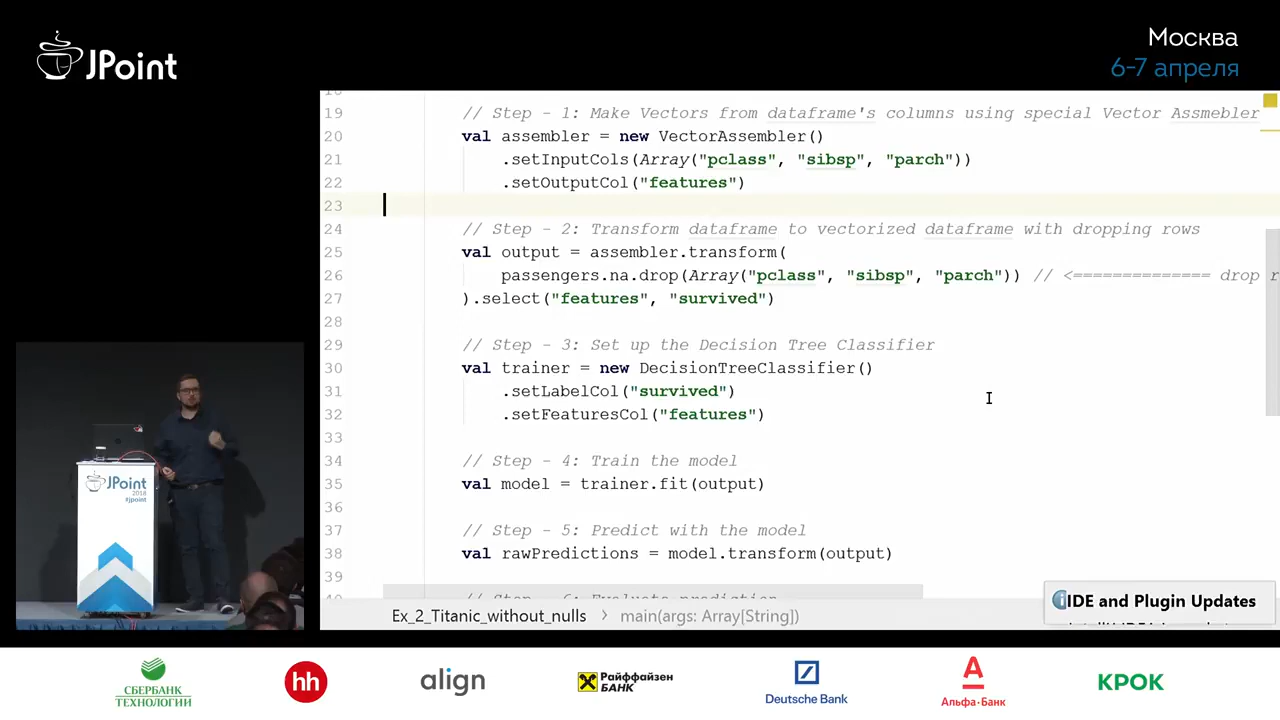 JPoint
Москва
6-7 апреля
19 // Step - 1: Make Vectors from dataframe's columns using special Vector Assmebler
20 val assembler = new VectorAssembler()
21 .setInputCols(Array("pclass", "sibsp", "parch"))
22 .setOutputCol("features")
23
24 // Step - 2: Transform dataframe to vectorized dataframe with dropping rows
25 val output = assembler.transform(
26 passengers.na.drop(Array("pclass", "sibsp", "parch")) // <============== drop r
27 ).select("features", "survived")
28
29 // Step - 3: Set up the Decision Tree Classifier
30 val trainer = new DecisionTreeClassifier()
31 .setLabelCol("survived")
32 .setFeaturesCol("features")
33
34 // Step - 4: Train the model
35 val model = trainer.fit(output)
36
37 // Step - 5: Predict with the model
38 val rawPredictions = model.transform(output)
39
Ex_2_Titanic_without_nulls > main(args: Array[String])
IDE and Plugin Updates
JPoint
2018
#jpoint
СБЕРБАНК
ТЕХНОЛОГИИ
hh
align
Райффайзен
БАНК
Deutsche Bank
Альфа·Банк
КРОК